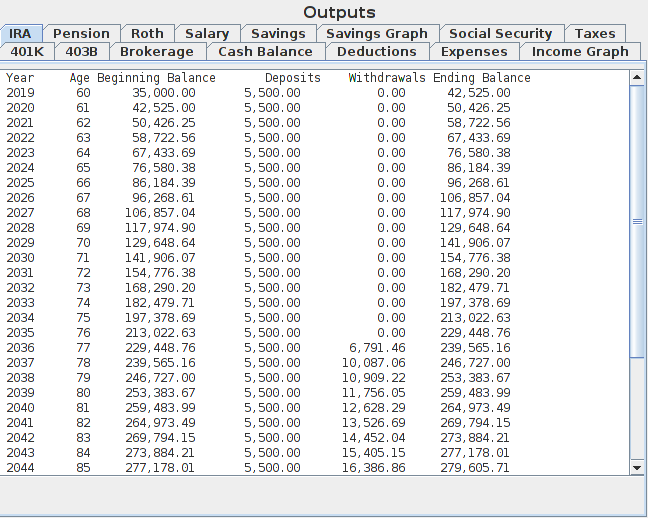 Outputs
IRA Pension Roth Salary Savings Savings Graph Social Security Taxes
401K 403B Brokerage Cash Balance Deductions Expenses Income Graph
Year Age Beginning Balance Deposits Withdrawals Ending Balance
2019 60 35,000.00 5,500.00 0.00 42,525.00
2020 61 42,525.00 5,500.00 0.00 50,426.25
2021 62 50,426.25 5,500.00 0.00 58,722.56
2022 63 58,722.56 5,500.00 0.00 67,433.69
2023 64 67,433.69 5,500.00 0.00 76,580.38
2024 65 76,580.38 5,500.00 0.00 86,184.39
2025 66 86,184.39 5,500.00 0.00 96,268.61
2026 67 96,268.61 5,500.00 0.00 106,857.04
2027 68 106,857.04 5,500.00 0.00 117,974.90
2028 69 117,974.90 5,500.00 0.00 129,648.64
2029 70 129,648.64 5,500.00 0.00 141,906.07
2030 71 141,906.07 5,500.00 0.00 154,776.38
2031 72 154,776.38 5,500.00 0.00 168,290.20
2032 73 168,290.20 5,500.00 0.00 182,479.71
2033 74 182,479.71 5,500.00 0.00 197,378.69
2034 75 197,378.69 5,500.00 0.00 213,022.63
2035 76 213,022.63 5,500.00 0.00 229,448.76
2036 77 229,448.76 5,500.00 6,791.46 239,565.16
2037 78 239,565.16 5,500.00 10,087.06 246,727.00
2038 79 246,727.00 5,500.00 10,909.22 253,383.67
2039 80 253,383.67 5,500.00 11,756.05 259,483.99
2040 81 259,483.99 5,500.00 12,628.29 264,973.49
2041 82 264,973.49 5,500.00 13,526.69 269,794.15
2042 83 269,794.15 5,500.00 14,452.04 273,884.21
2043 84 273,884.21 5,500.00 15,405.15 277,178.01
2044 85 277,178.01 5,500.00 16,386.86 279,605.71